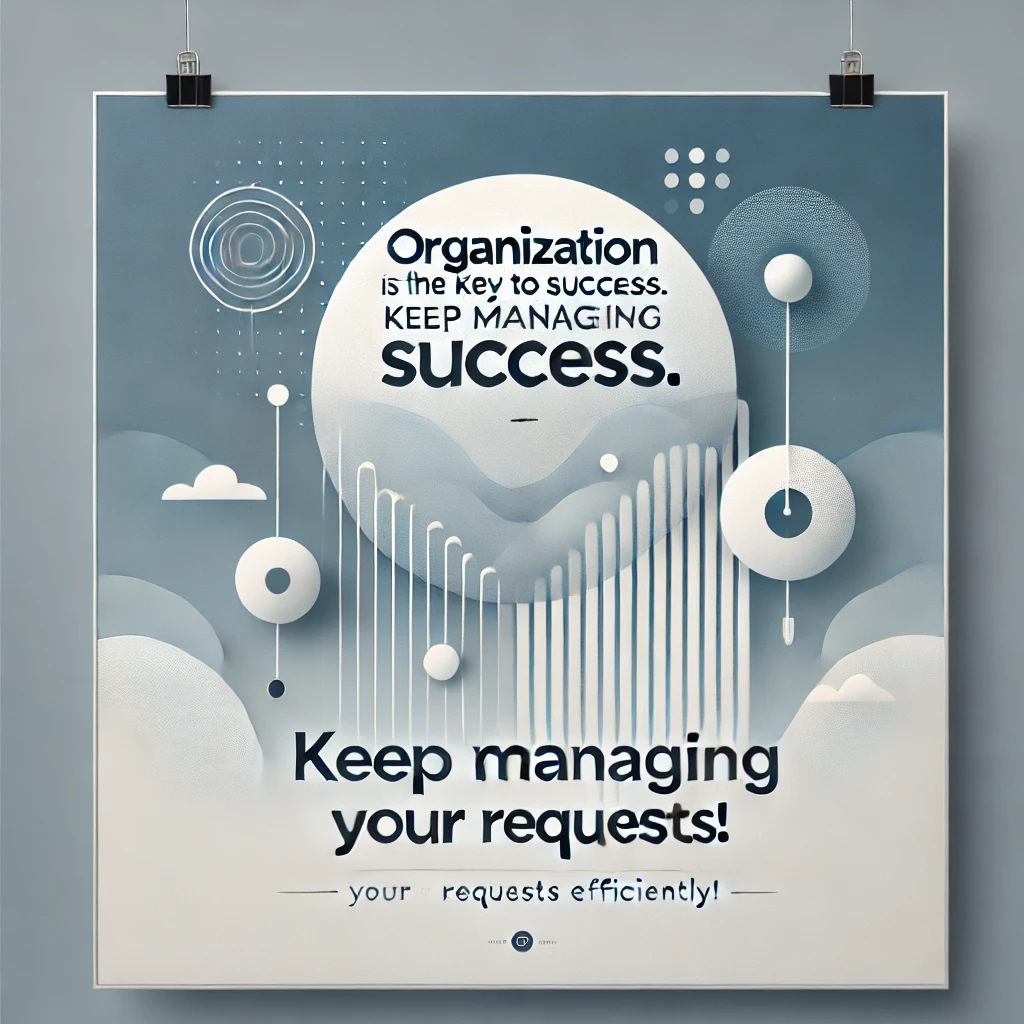 Organization
is the key to success.
KEEP MANAGING
success.
Keep managing
your requests!
your requests efficiently!